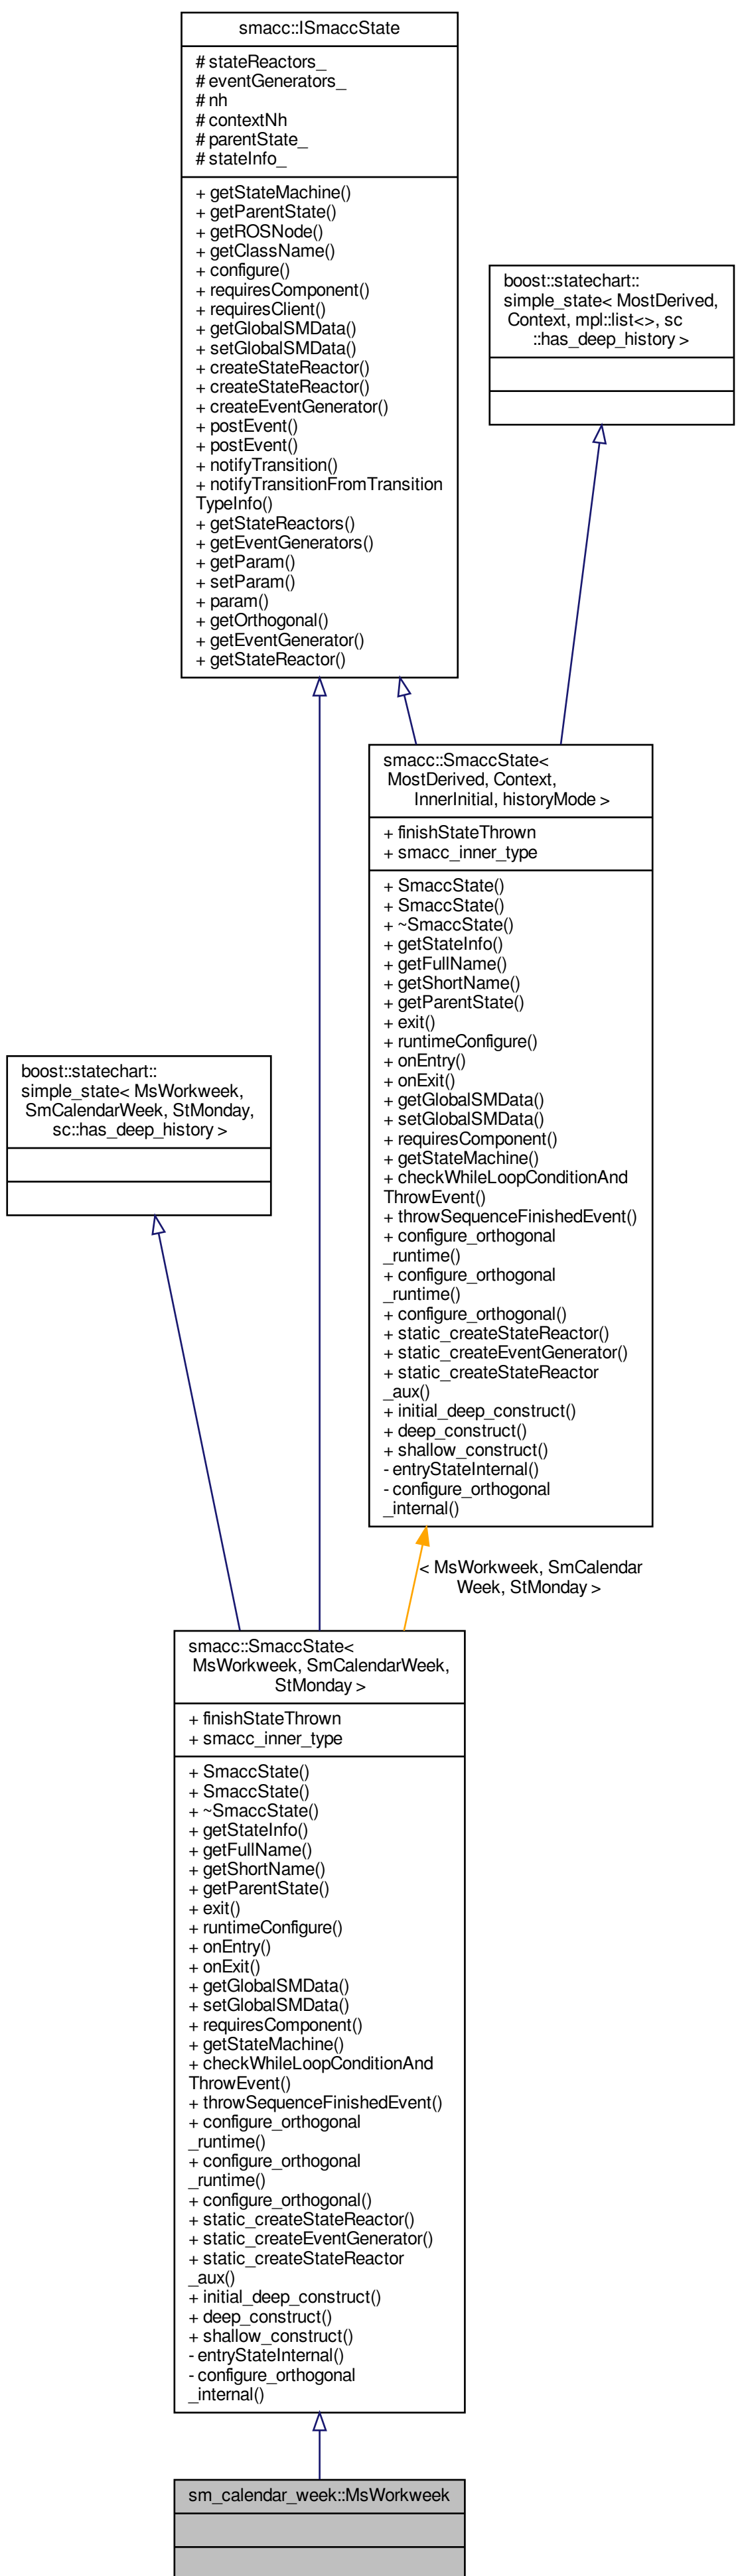 smacc::ISmaccState
# stateReactors_
# eventGenerators_
# nh
# contextNh
# parentState_
# stateInfo_
+ getStateMachine()
+ getParentState()
+ getROSNode()
+ getClassName()
+ configure()
+ requiresComponent()
+ requiresClient()
+ getGlobalSMData()
+ setGlobalSMData()
+ createStateReactor()
+ createStateReactor()
+ createEventGenerator()
+ postEvent()
+ postEvent()
+ notifyTransition()
+ notifyTransitionFromTransition
TypeInfo()
+ getStateReactors()
+ getEventGenerators()
+ getParam()
+ setParam()
+ param()
+ getOrthogonal()
+ getEventGenerator()
+ getStateReactor()
boost::statechart::
simple_state< MostDerived,
Context, mpl::list<>, sc
::has_deep_history >
smacc::SmaccState<
MostDerived, Context,
InnerInitial, historyMode >
+ finishStateThrown
+ smacc_inner_type
+ SmaccState()
+ SmaccState()
+ ~SmaccState()
+ getStateInfo()
+ getFullName()
+ getShortName()
+ getParentState()
+ exit()
+ runtimeConfigure()
+ onEntry()
+ onExit()
+ getGlobalSMData()
+ setGlobalSMData()
+ requiresComponent()
+ getStateMachine()
+ checkWhileLoopConditionAnd
ThrowEvent()
+ throwSequenceFinishedEvent()
+ configure_orthogonal
_runtime()
+ configure_orthogonal
_runtime()
+ configure_orthogonal()
+ static_createStateReactor()
+ static_createEventGenerator()
+ static_createStateReactor
_aux()
+ initial_deep_construct()
+ deep_construct()
+ shallow_construct()
- entryStateInternal()
- configure_orthogonal
_internal()
boost::statechart::
simple_state< MsWorkweek,
SmCalendarWeek, StMonday,
sc::has_deep_history >
< MsWorkweek, SmCalendar
Week, StMonday >
smacc::SmaccState<
MsWorkweek, SmCalendarWeek,
StMonday >
+ finishStateThrown
+ smacc_inner_type
+ SmaccState()
+ SmaccState()
+ ~SmaccState()
+ getStateInfo()
+ getFullName()
+ getShortName()
+ getParentState()
+ exit()
+ runtimeConfigure()
+ onEntry()
+ onExit()
+ getGlobalSMData()
+ setGlobalSMData()
+ requiresComponent()
+ getStateMachine()
+ checkWhileLoopConditionAnd
ThrowEvent()
+ throwSequenceFinishedEvent()
+ configure_orthogonal
_runtime()
+ configure_orthogonal
_runtime()
+ configure_orthogonal()
+ static_createStateReactor()
+ static_createEventGenerator()
+ static_createStateReactor
_aux()
+ initial_deep_construct()
+ deep_construct()
+ shallow_construct()
- entryStateInternal()
- configure_orthogonal
_internal()
sm_calendar_week::MsWorkweek